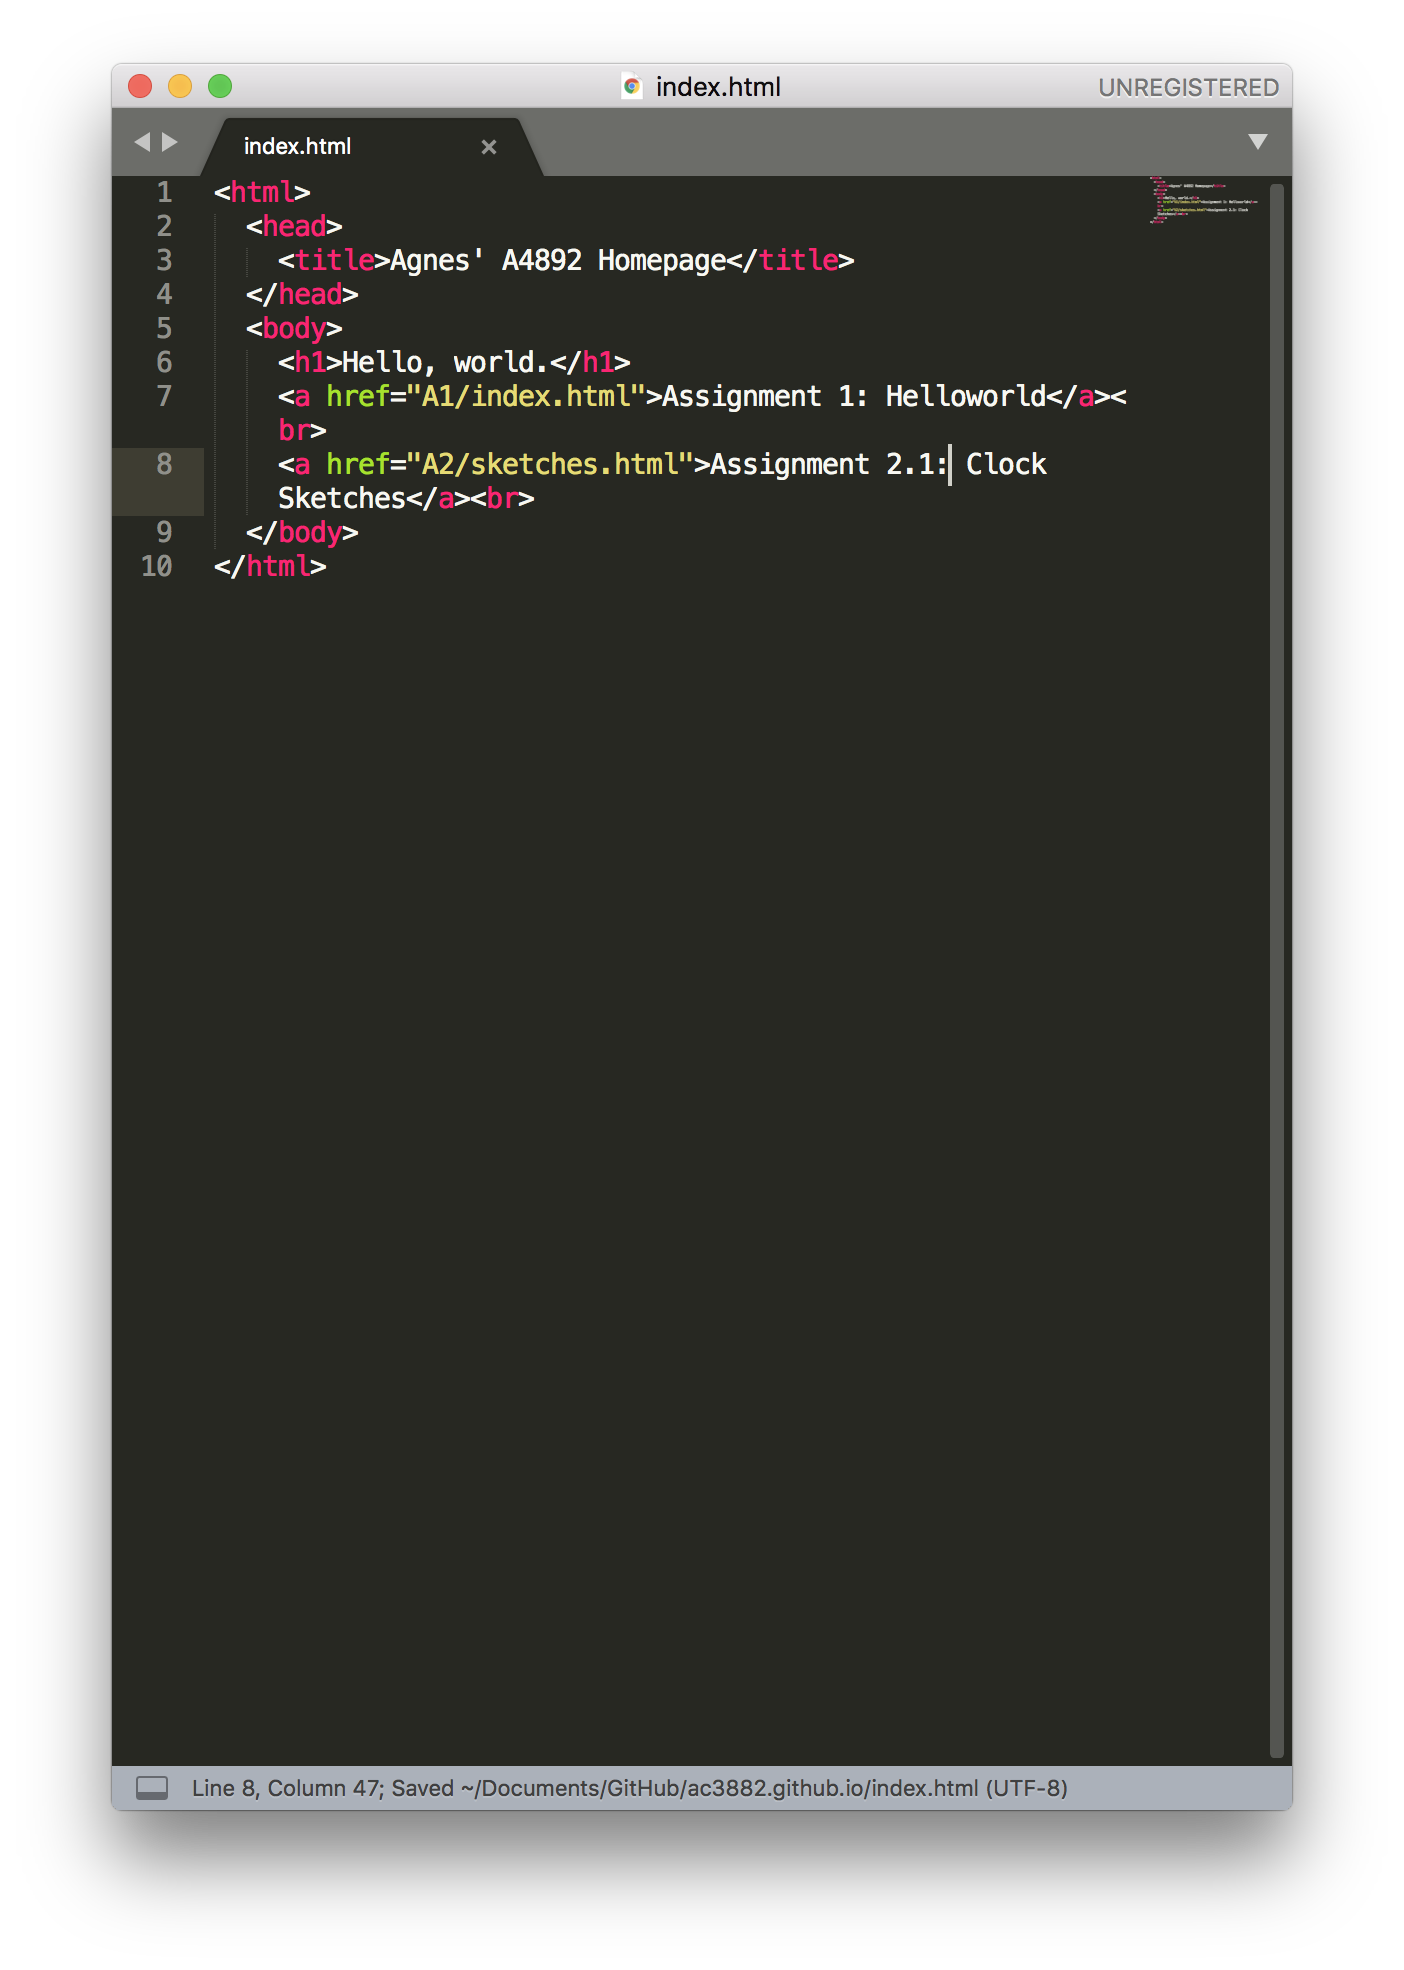 index.html
UNREGISTERED
index.html
1 <html>
2 <head>
3 <title>Agnes' A4892 Homepage</title>
4 </head>
5 <body>
6 <h1>Hello, world.</h1>
7 <a href="A1/index.html">Assignment 1: Helloworld</a><
br>
8 <a href="A2/sketches.html">Assignment 2.1: Clock
Sketches</a><br>
9 </body>
10 </html>
Line 8, Column 47; Saved ~/Documents/GitHub/ac3882.github.io/index.html (UTF-8)